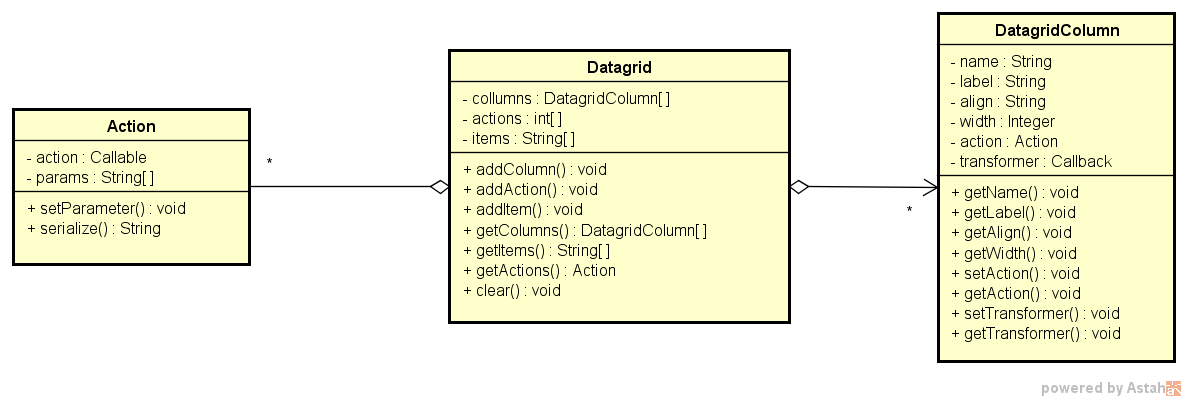 Action
- action : Callable
- params : String[ ]
+ setParameter() : void
+ serialize() : String
*
Datagrid
- collumns : DatagridColumn[ ]
- actions : int[ ]
- items : String[ ]
+ addColumn() : void
+ addAction() : void
+ addItem() : void
+ getColumns() : DatagridColumn[ ]
+ getItems() : String[ ]
+ getActions() : Action
+ clear() : void
*
DatagridColumn
- name : String
- label : String
- align : String
- width : Integer
- action : Action
- transformer : Callback
+ getName() : void
+ getLabel() : void
+ getAlign() : void
+ getWidth() : void
+ setAction() : void
+ getAction() : void
+ setTransformer() : void
+ getTransformer() : void
powered by Astah